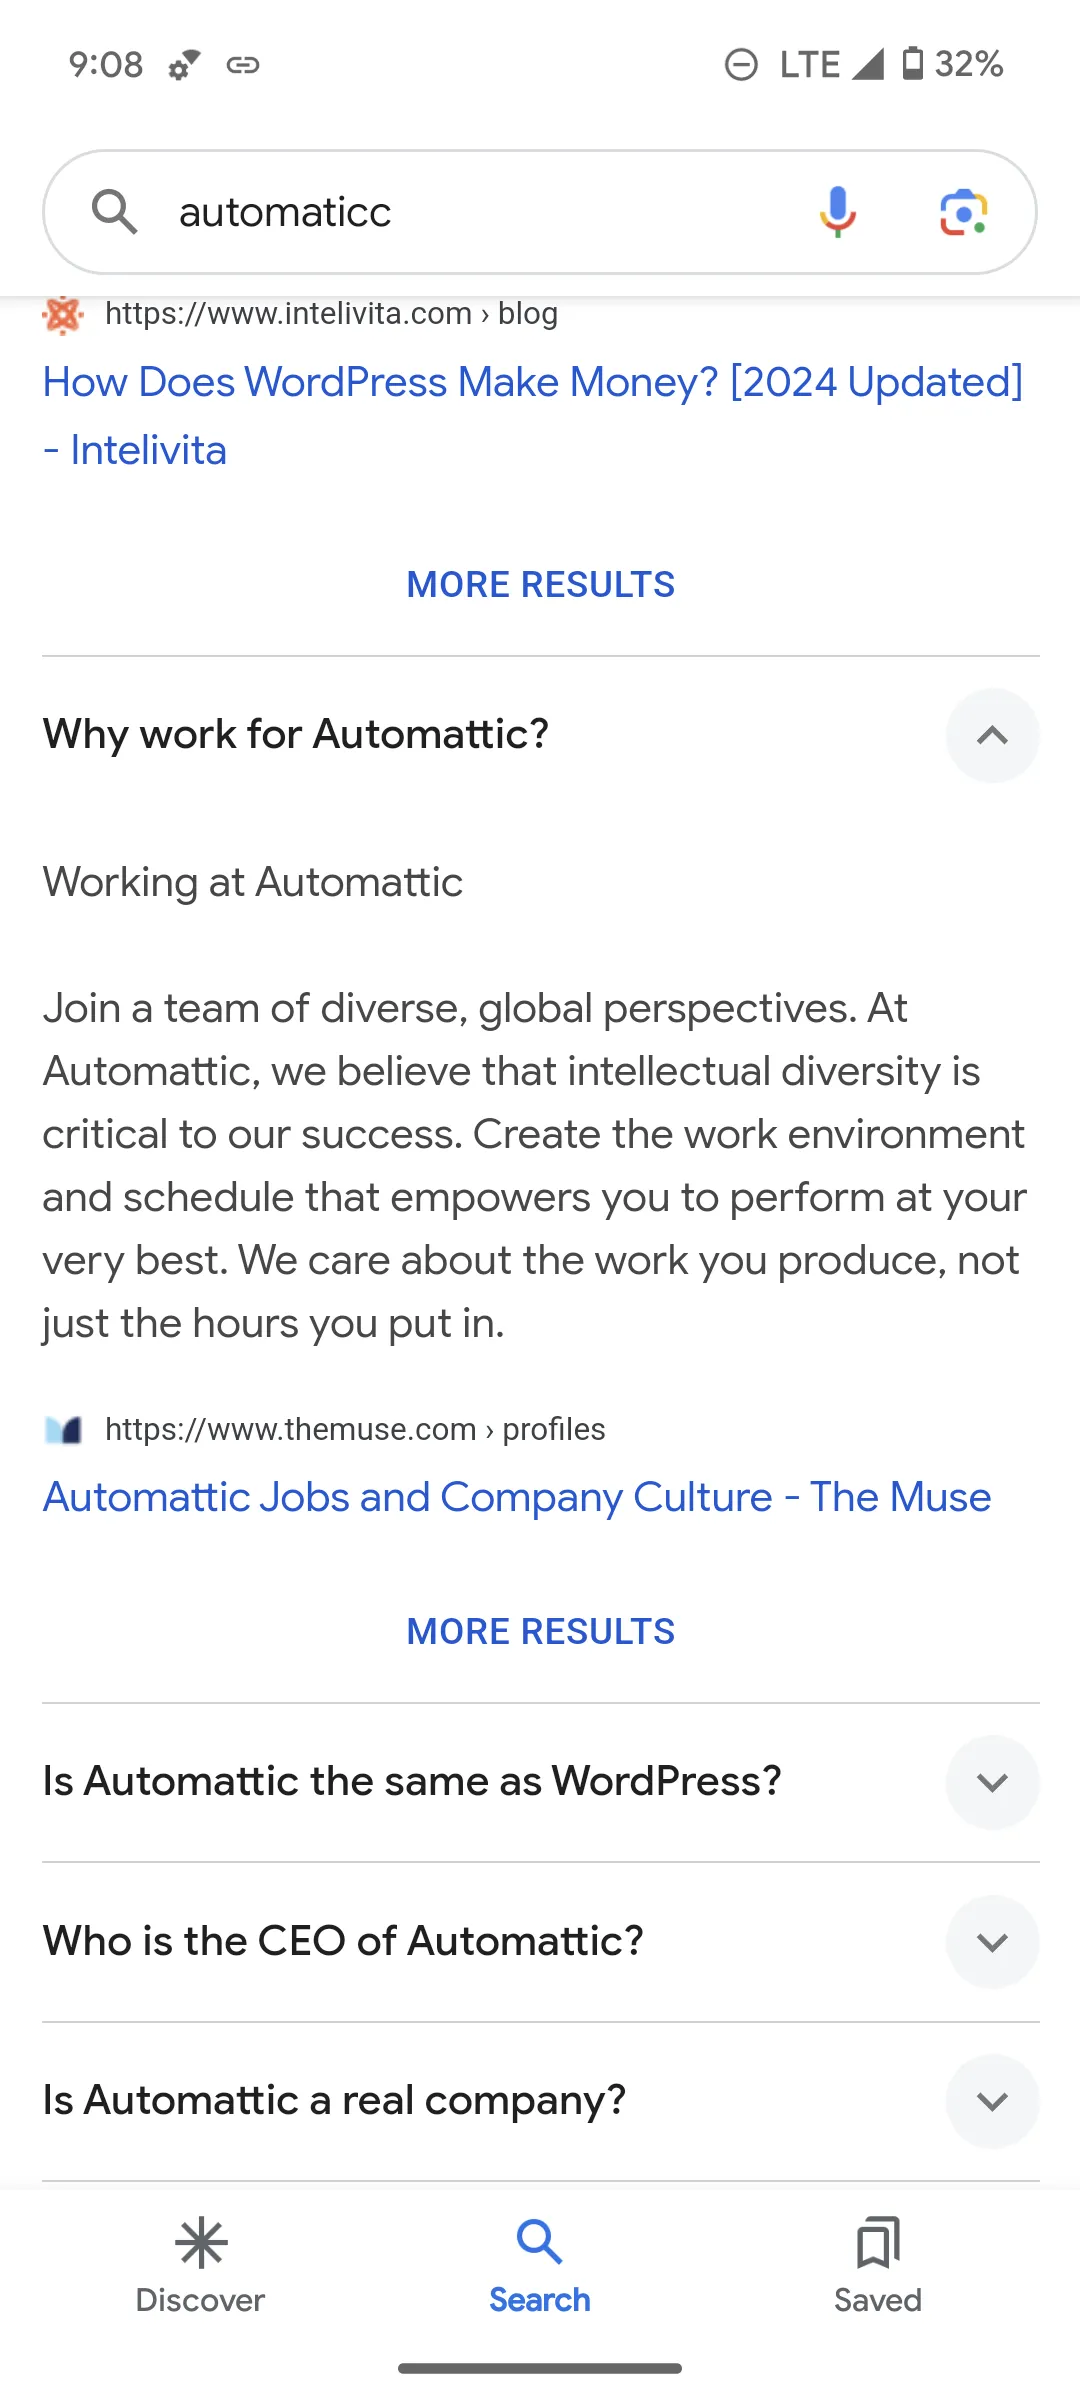 9:08 LTE 32%
automaticc
https://www.intelivita.com › blog
How Does WordPress Make Money? [2024 Updated]
- Intelivita
MORE RESULTS
Why work for Automattic?
Working at Automattic
Join a team of diverse, global perspectives. At
Automattic, we believe that intellectual diversity is
critical to our success. Create the work environment
and schedule that empowers you to perform at your
very best. We care about the work you produce, not
just the hours you put in.
https://www.themuse.com › profiles
Automattic Jobs and Company Culture - The Muse
MORE RESULTS
Is Automattic the same as WordPress?
Who is the CEO of Automattic?
Is Automattic a real company?
Discover
Search
Saved